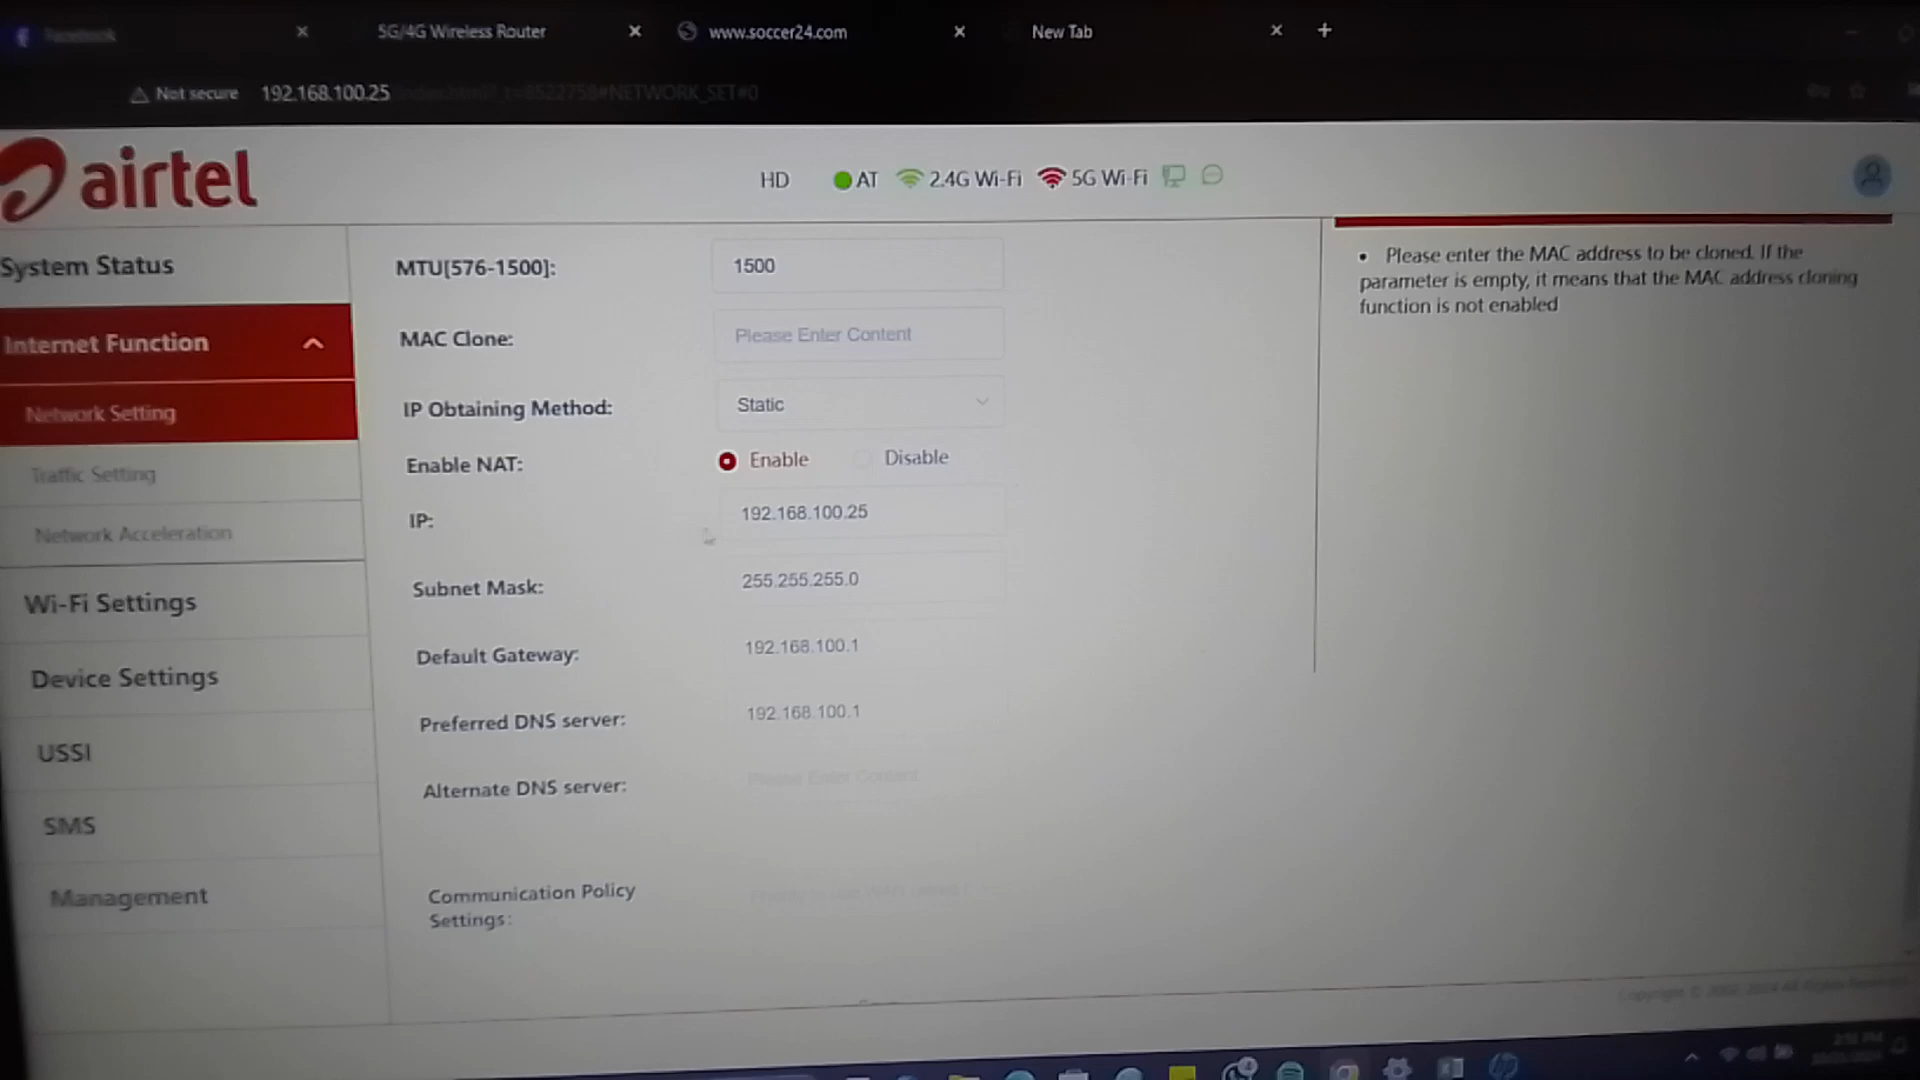 Facebook
5G/4G Wireless Router
www.soccer24.com
New Tab
Not secure 192.168.100.25
airtel
HD AT 2.4G Wi-Fi 5G Wi-Fi
System Status
Internet Function
Network Setting
Traffic Setting
Network Acceleration
Wi-Fi Settings
Device Settings
USSI
SMS
Management
MTU[576-1500]: 1500
MAC Clone: Please Enter Content
IP Obtaining Method: Static
Enable NAT: Enable Disable
IP: 192.168.100.25
Subnet Mask: 255.255.255.0
Default Gateway: 192.168.100.1
Preferred DNS server: 192.168.100.1
Alternate DNS server: Please Enter Content
Communication Policy
Settings:
• Please enter the MAC address to be cloned. If the
parameter is empty, it means that the MAC address cloning
function is not enabled